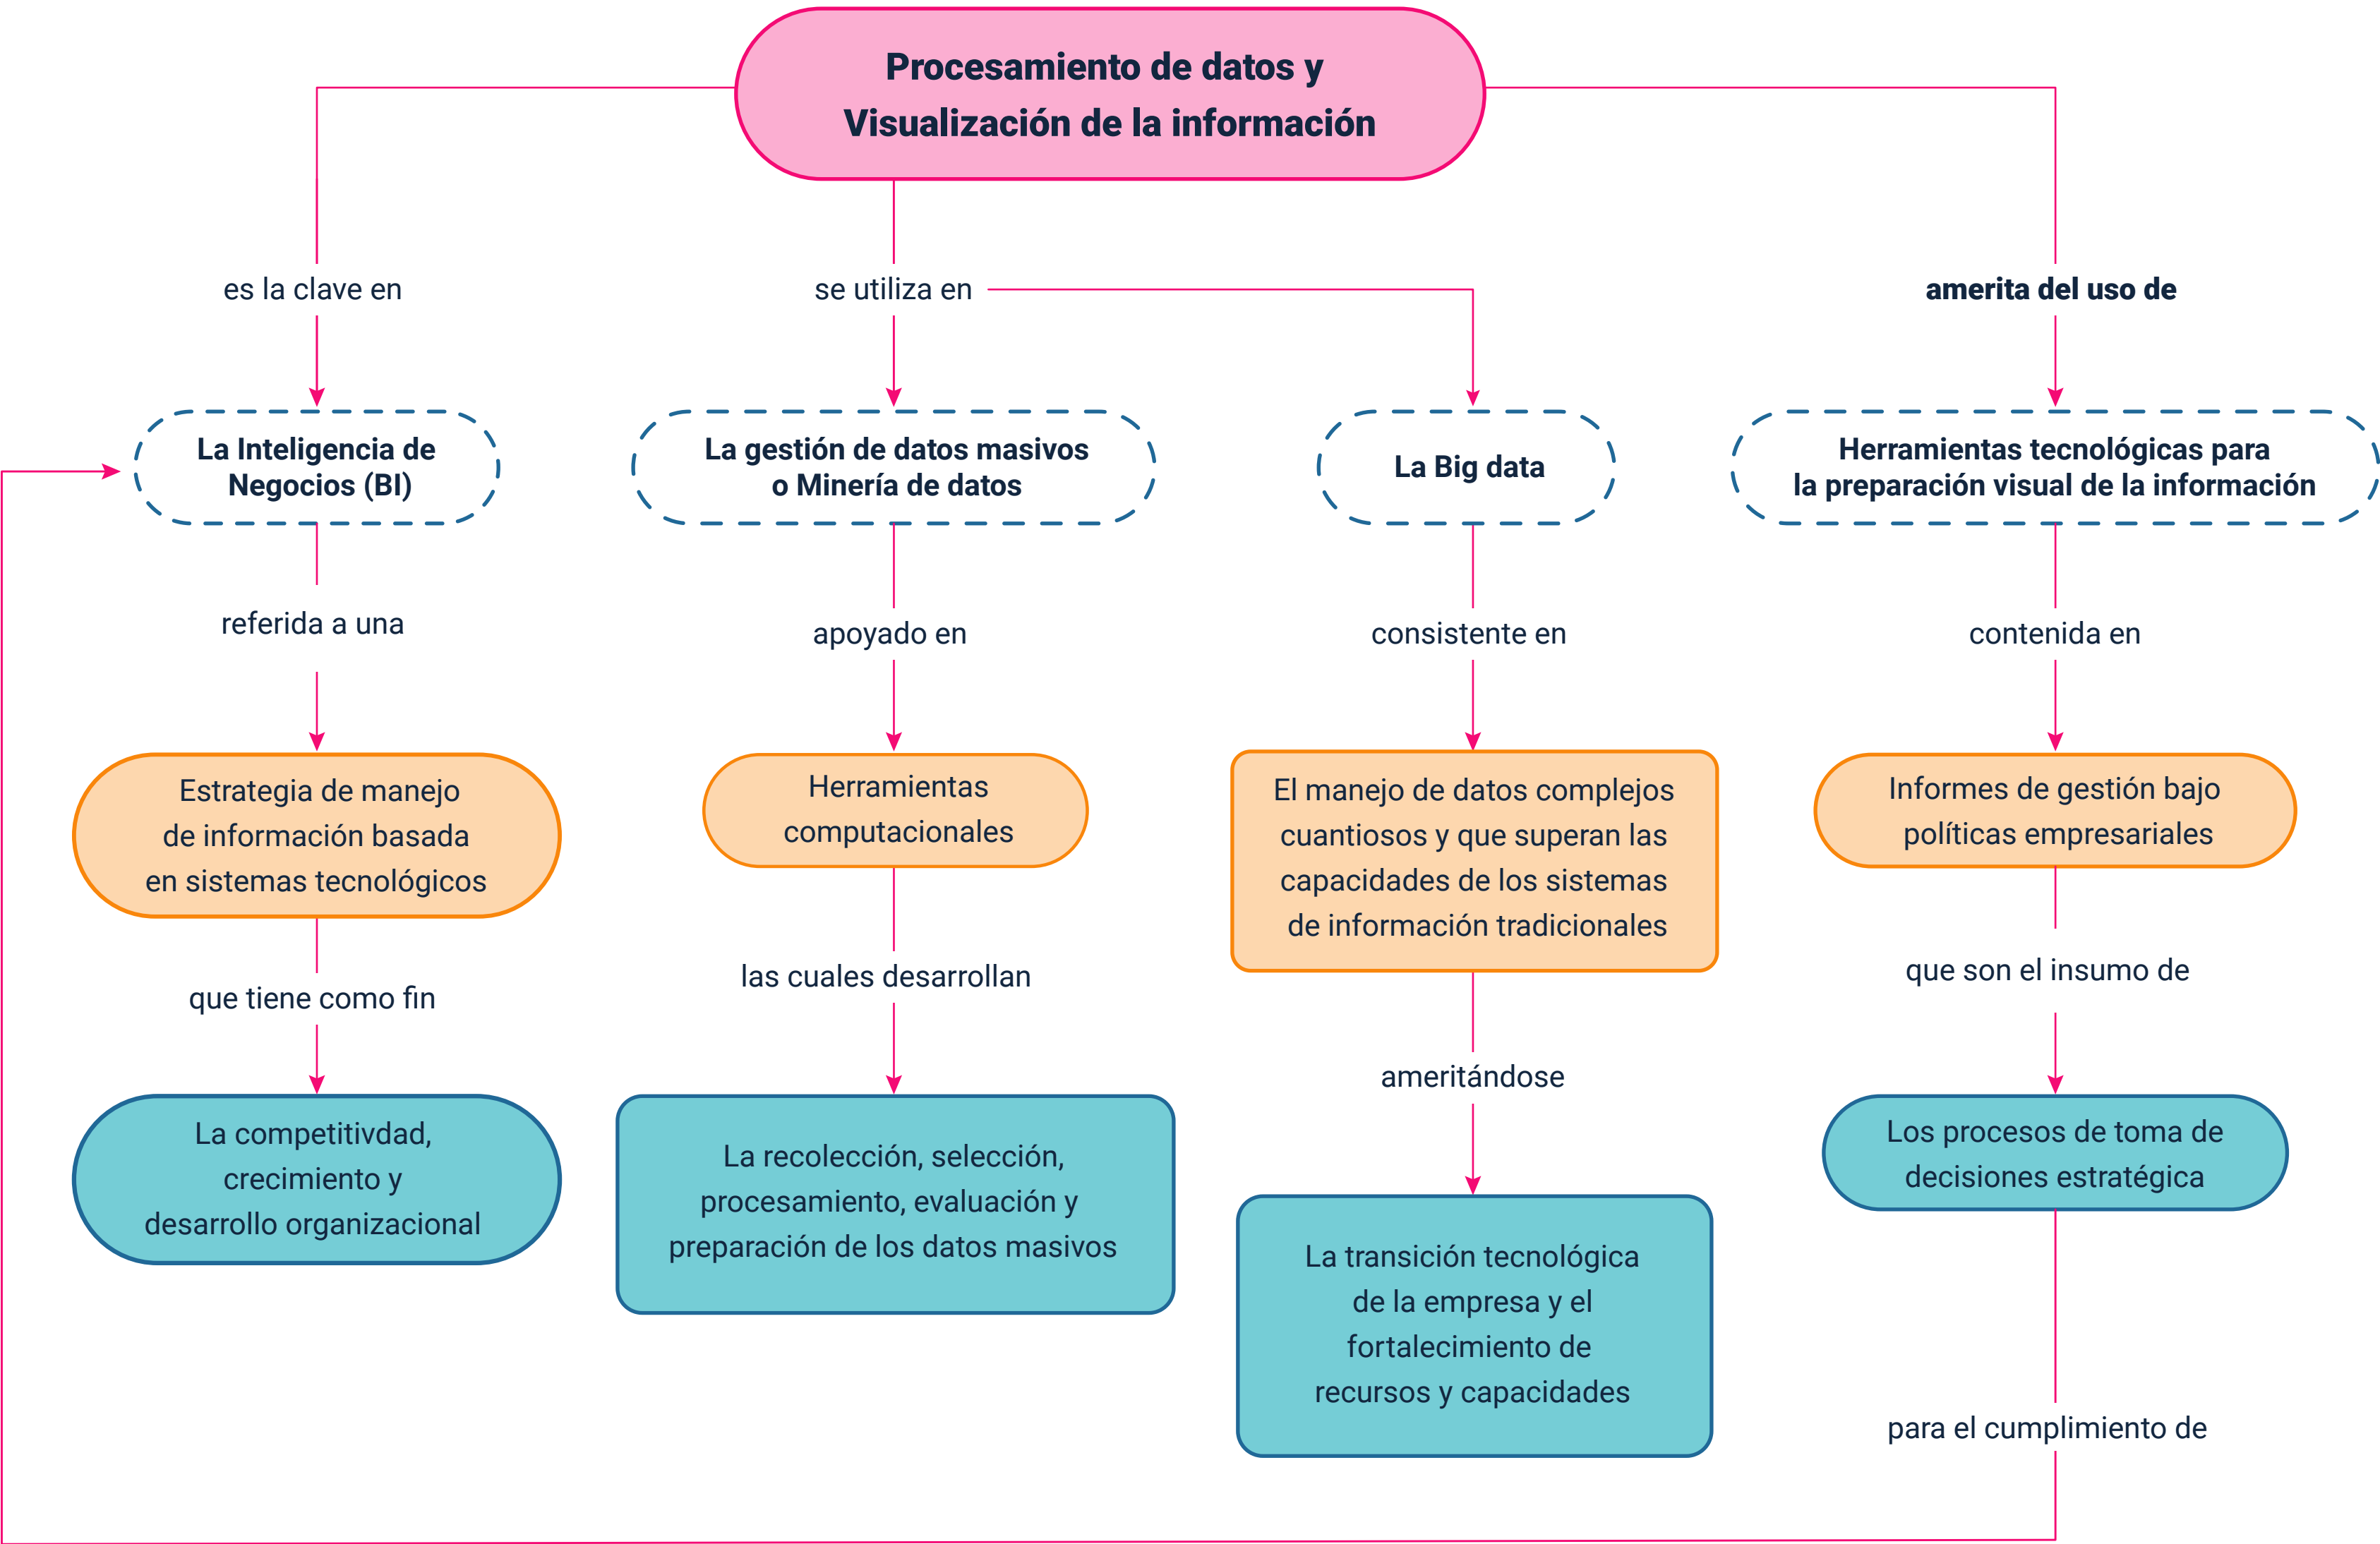 Procesamiento de datos y
Visualización de la información
es la clave en
se utiliza en
amerita del uso de
La Inteligencia de
Negocios (BI)
La gestión de datos masivos
o Minería de datos
La Big data
Herramientas tecnológicas para
la preparación visual de la información
referida a una
apoyado en
consistente en
contenida en
Estrategia de manejo
de información basada
en sistemas tecnológicos
Herramientas
computacionales
El manejo de datos complejos
cuantiosos y que superan las
capacidades de los sistemas
de información tradicionales
Informes de gestión bajo
políticas empresariales
que tiene como fin
las cuales desarrollan
ameritándose
que son el insumo de
La competitivdad,
crecimiento y
desarrollo organizacional
La recolección, selección,
procesamiento, evaluación y
preparación de los datos masivos
La transición tecnológica
de la empresa y el
fortalecimiento de
recursos y capacidades
Los procesos de toma de
decisiones estratégica
para el cumplimiento de